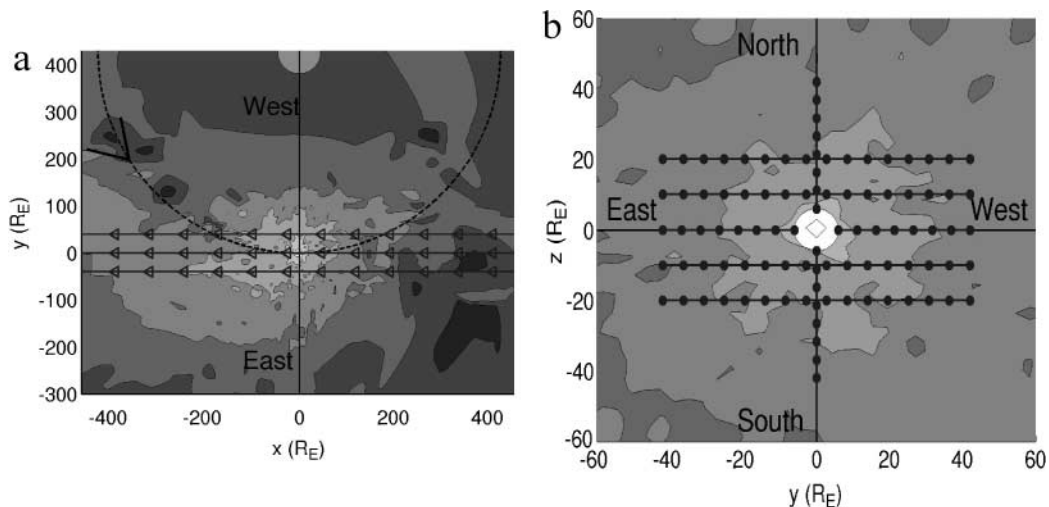 a
400
300
200
100
0
-100
-200
-300
y (R_E)
West
East
-400 -200 0 200 400
x (R_E)
b
60
40
20
0
-20
-40
-60
z (R_E)
North
East West
South
-60 -40 -20 0 20 40 60
y (R_E)